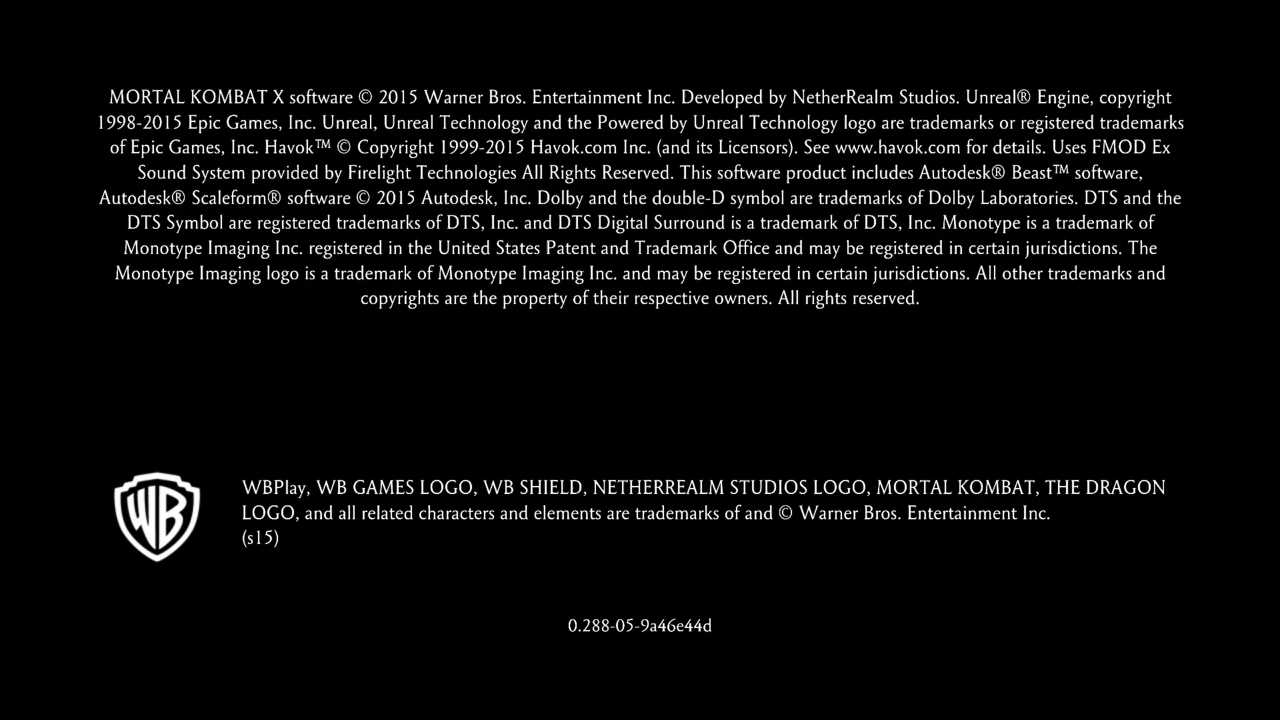 MORTAL KOMBAT X software © 2015 Warner Bros. Entertainment Inc. Developed by NetherRealm Studios. Unreal® Engine, copyright
1998-2015 Epic Games, Inc. Unreal, Unreal Technology and the Powered by Unreal Technology logo are trademarks or registered trademarks
of Epic Games, Inc. Havok™ © Copyright 1999-2015 Havok.com Inc. (and its Licensors). See www.havok.com for details. Uses FMOD Ex
Sound System provided by Firelight Technologies All Rights Reserved. This software product includes Autodesk® Beast™ software,
Autodesk® Scaleform® software © 2015 Autodesk, Inc. Dolby and the double-D symbol are trademarks of Dolby Laboratories. DTS and the
DTS Symbol are registered trademarks of DTS, Inc. and DTS Digital Surround is a trademark of DTS, Inc. Monotype is a trademark of
Monotype Imaging Inc. registered in the United States Patent and Trademark Office and may be registered in certain jurisdictions. The
Monotype Imaging logo is a trademark of Monotype Imaging Inc. and may be registered in certain jurisdictions. All other trademarks and
copyrights are the property of their respective owners. All rights reserved.
WB
WBPlay, WB GAMES LOGO, WB SHIELD, NETHERREALM STUDIOS LOGO, MORTAL KOMBAT, THE DRAGON
LOGO, and all related characters and elements are trademarks of and © Warner Bros. Entertainment Inc.
(s15)
0.288-05-9a46e44d